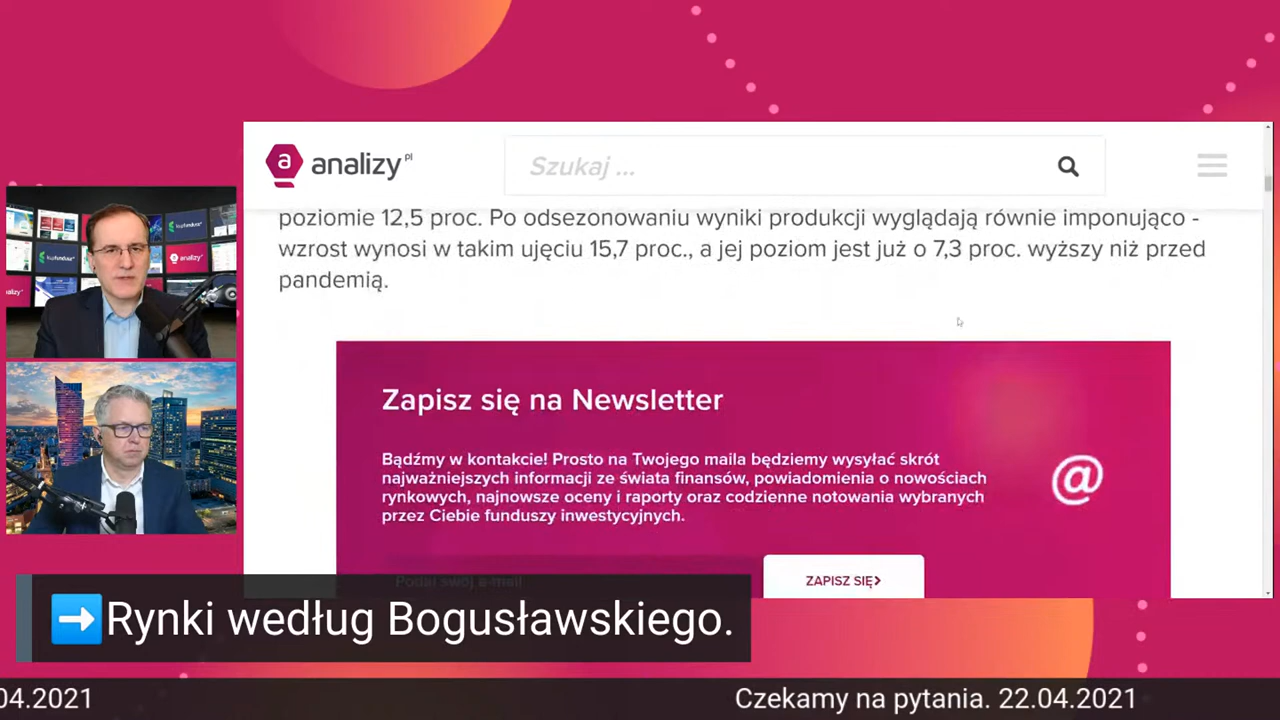 analizy pl
Szukaj ...
poziomie 12,5 proc. Po odsezonowaniu wyniki produkcji wyglądają równie imponująco -
wzrost wynosi w takim ujęciu 15,7 proc., a jej poziom jest już o 7,3 proc. wyższy niż przed
pandemią.
Zapisz się na Newsletter
Bądźmy w kontakcie! Prosto na Twojego maila będziemy wysyłać skrót
najważniejszych informacji ze świata finansów, powiadomienia o nowościach
rynkowych, najnowsze oceny i raporty oraz codzienne notowania wybranych
przez Ciebie funduszy inwestycyjnych.
@
Podaj swój e-mail
ZAPISZ SIĘ>
➡Rynki według Bogusławskiego.
04.2021
Czekamy na pytania. 22.04.2021